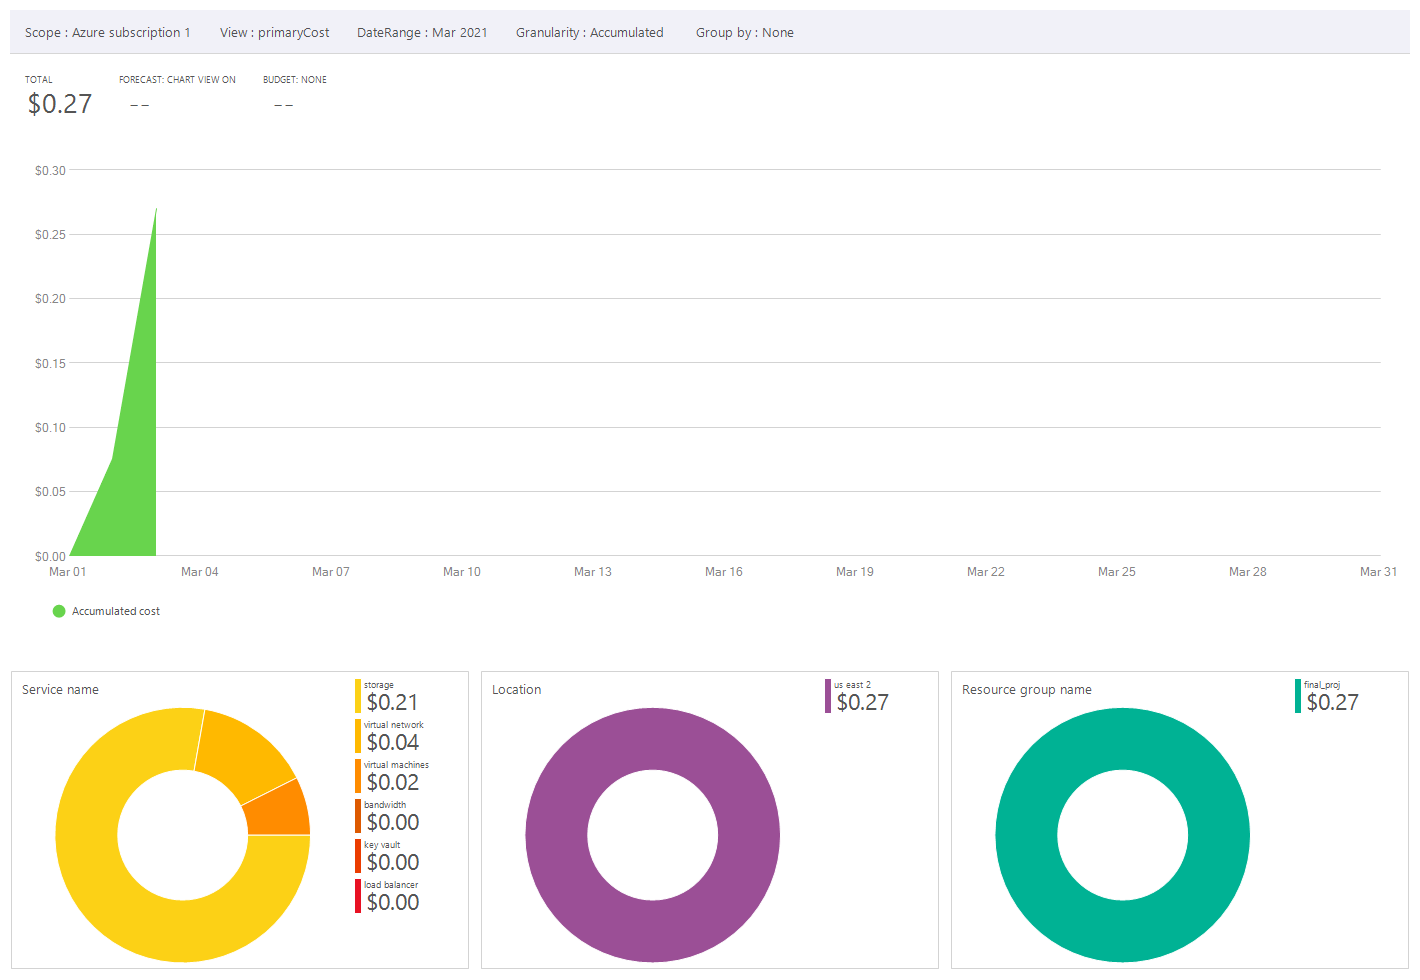 Scope : Azure subscription 1 View : primaryCost DateRange : Mar 2021 Granularity : Accumulated Group by : None
TOTAL FORECAST: CHART VIEW ON BUDGET: NONE
$0.27 -- --
$0.30
$0.25
$0.20
$0.15
$0.10
$0.05
$0.00
Mar 01 Mar 04 Mar 07 Mar 10 Mar 13 Mar 16 Mar 19 Mar 22 Mar 25 Mar 28 Mar 31
Accumulated cost
Service name
storage
$0.21
virtual network
$0.04
virtual machines
$0.02
bandwidth
$0.00
key vault
$0.00
load balancer
$0.00
Location
us east 2
$0.27
Resource group name
final_proj
$0.27